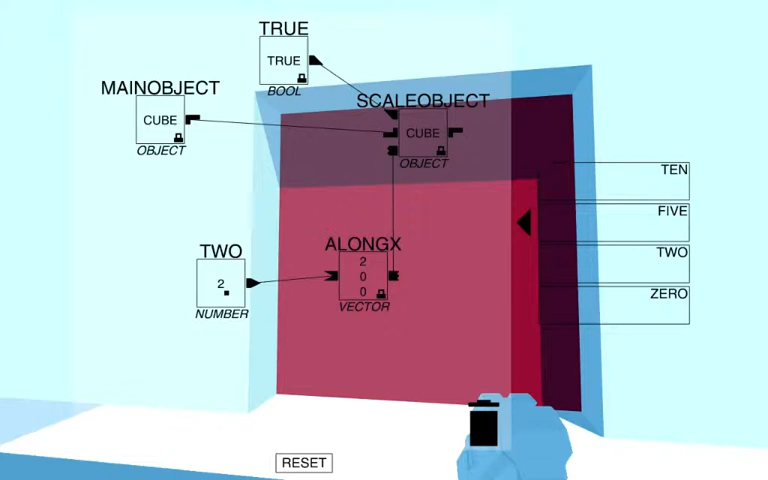 TRUE
TRUE
BOOL
MAINOBJECT
CUBE
OBJECT
SCALEOBJECT
CUBE
OBJECT
TWO
2
NUMBER
ALONGX
2
0
0
VECTOR
TEN
FIVE
TWO
ZERO
RESET